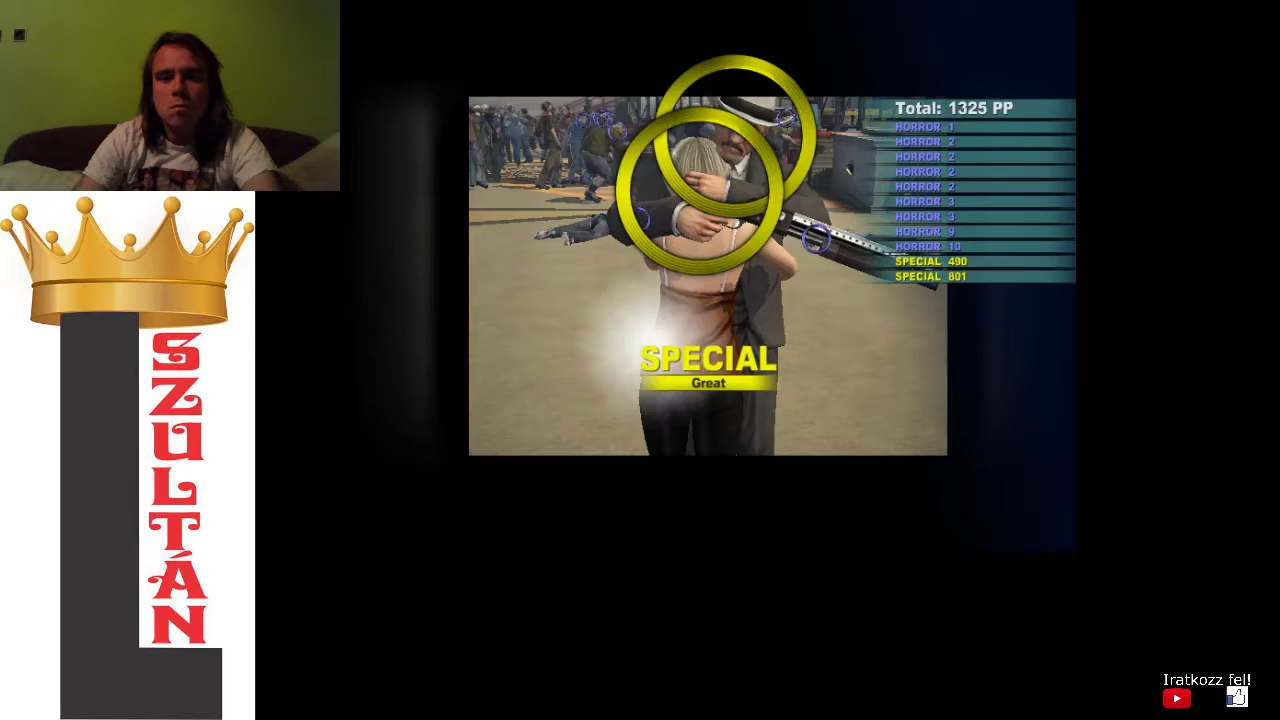 Total: 1325 PP
HORROR 1
HORROR 2
HORROR 2
HORROR 2
HORROR 2
HORROR 3
HORROR 3
HORROR 9
HORROR 10
SPECIAL 490
SPECIAL 801
SPECIAL
Great
L
SZULTÁN
Iratkozz fel!